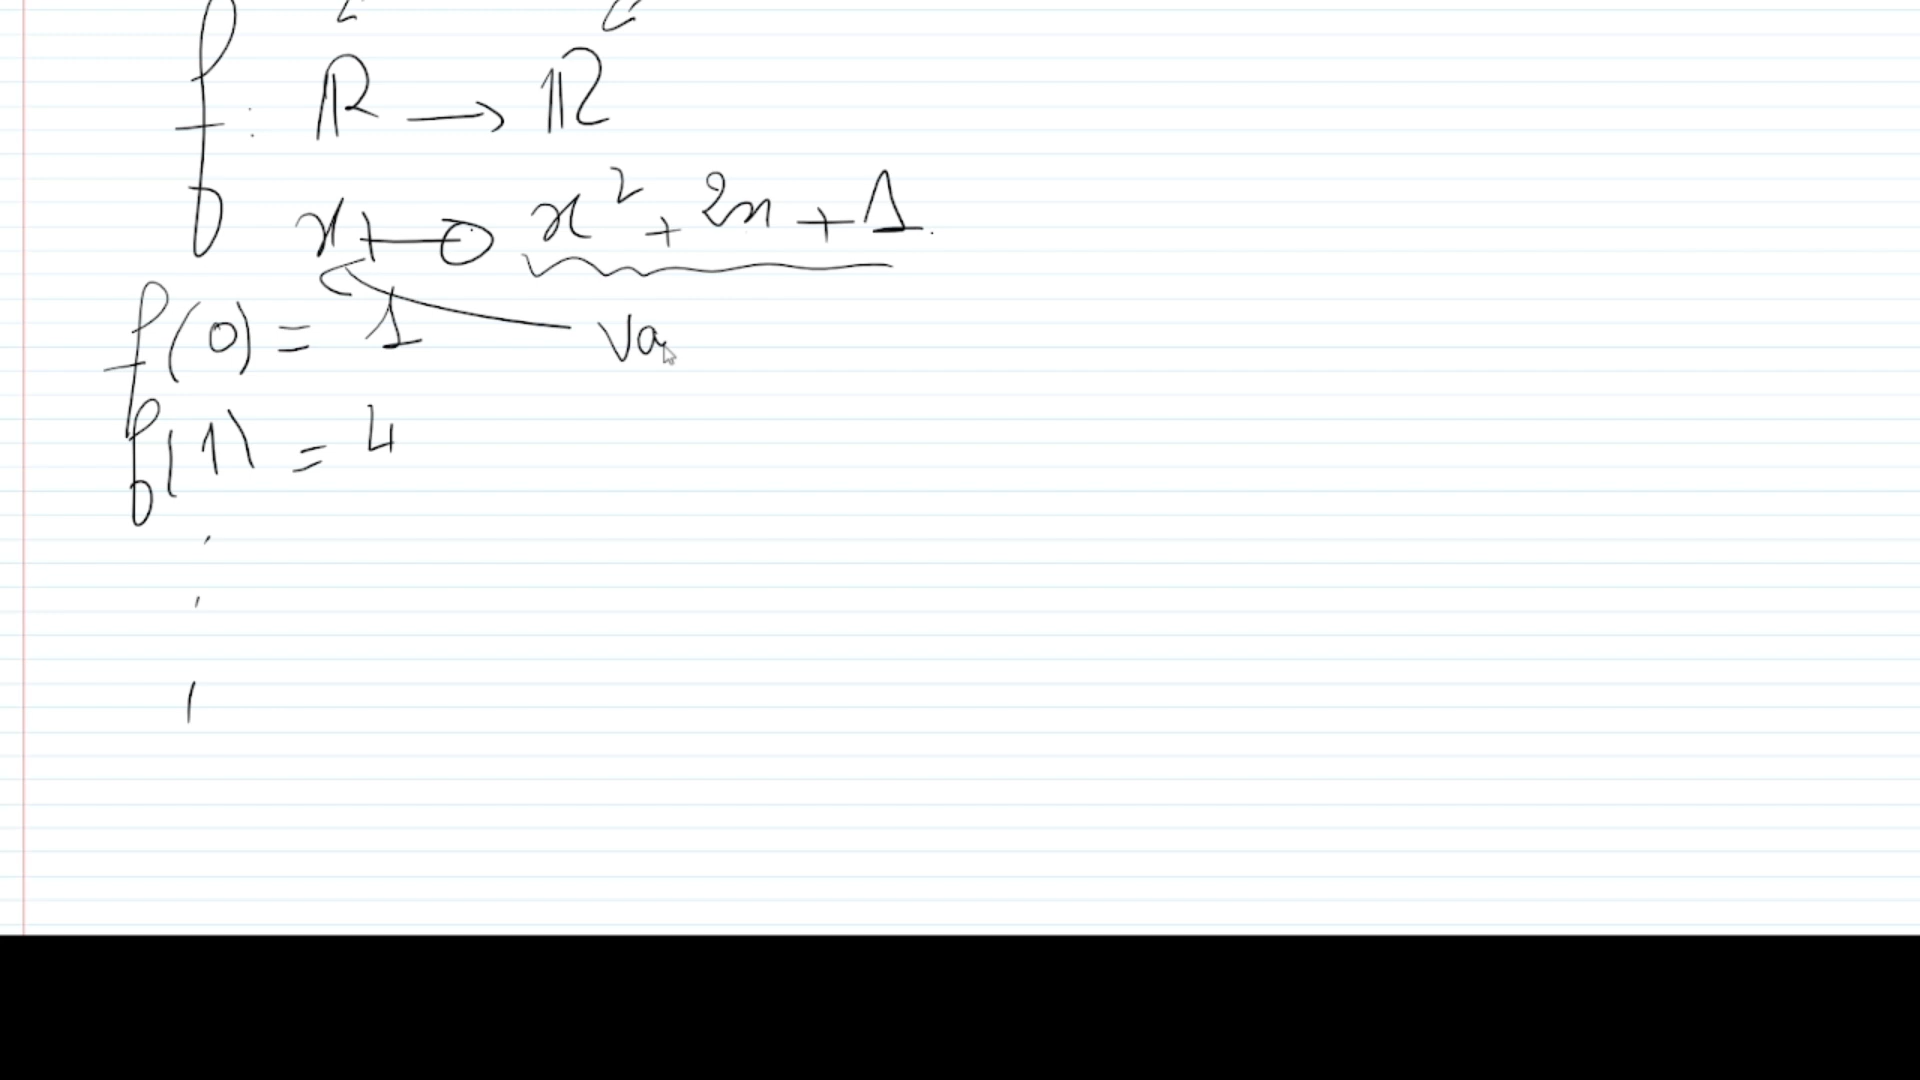 f: ℝ → ℝ
x ↦ x² + 2x + 1.
f(0) = 1
Va
f(1) = 4